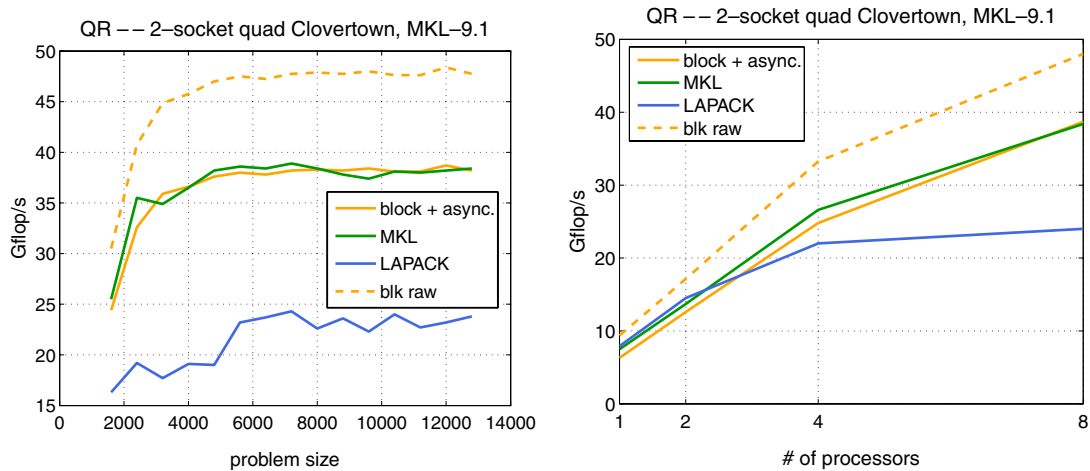 QR –– 2–socket quad Clovertown, MKL–9.1
50
45
40
35
30
25
20
15
Gflop/s
block + async.
MKL
LAPACK
blk raw
0
2000
4000
6000
8000
10000
12000
14000
problem size
QR –– 2–socket quad Clovertown, MKL–9.1
50
40
30
20
10
0
Gflop/s
block + async.
MKL
LAPACK
blk raw
1
2
4
8
# of processors